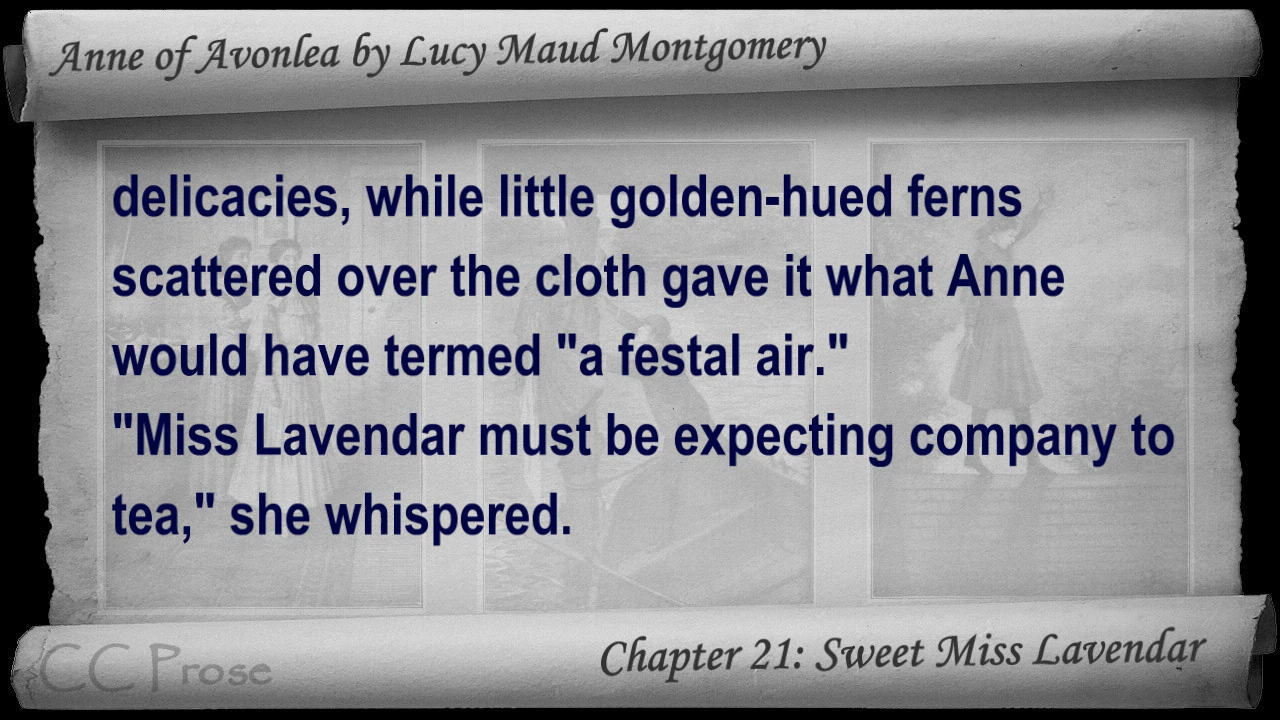 Anne of Avonlea by Lucy Maud Montgomery
delicacies, while little golden-hued ferns
scattered over the cloth gave it what Anne
would have termed "a festal air."
"Miss Lavendar must be expecting company to
tea," she whispered.
CC Prose
Chapter 21: Sweet Miss Lavendar